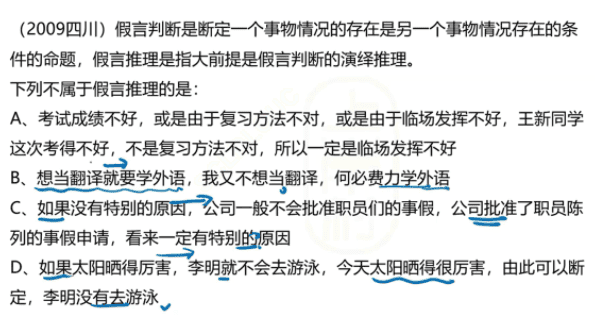 （2009四川）假言判断是断定一个事物情况的存在是另一个事物情况存在的条
件的命题，假言推理是指大前提是假言判断的演绎推理。
下列不属于假言推理的是：
A、考试成绩不好，或是由于复习方法不对，或是由于临场发挥不好，王新同学
这次考得不好，不是复习方法不对，所以一定是临场发挥不好
B、想当翻译就要学外语，我又不想当翻译，何必费力学外语
C、如果没有特别的原因，公司一般不会批准职员们的事假，公司批准了职员陈
列的事假申请，看来一定有特别的原因
D、如果太阳晒得厉害，李明就不会去游泳，今天太阳晒得很厉害，由此可以断
定，李明没有去游泳